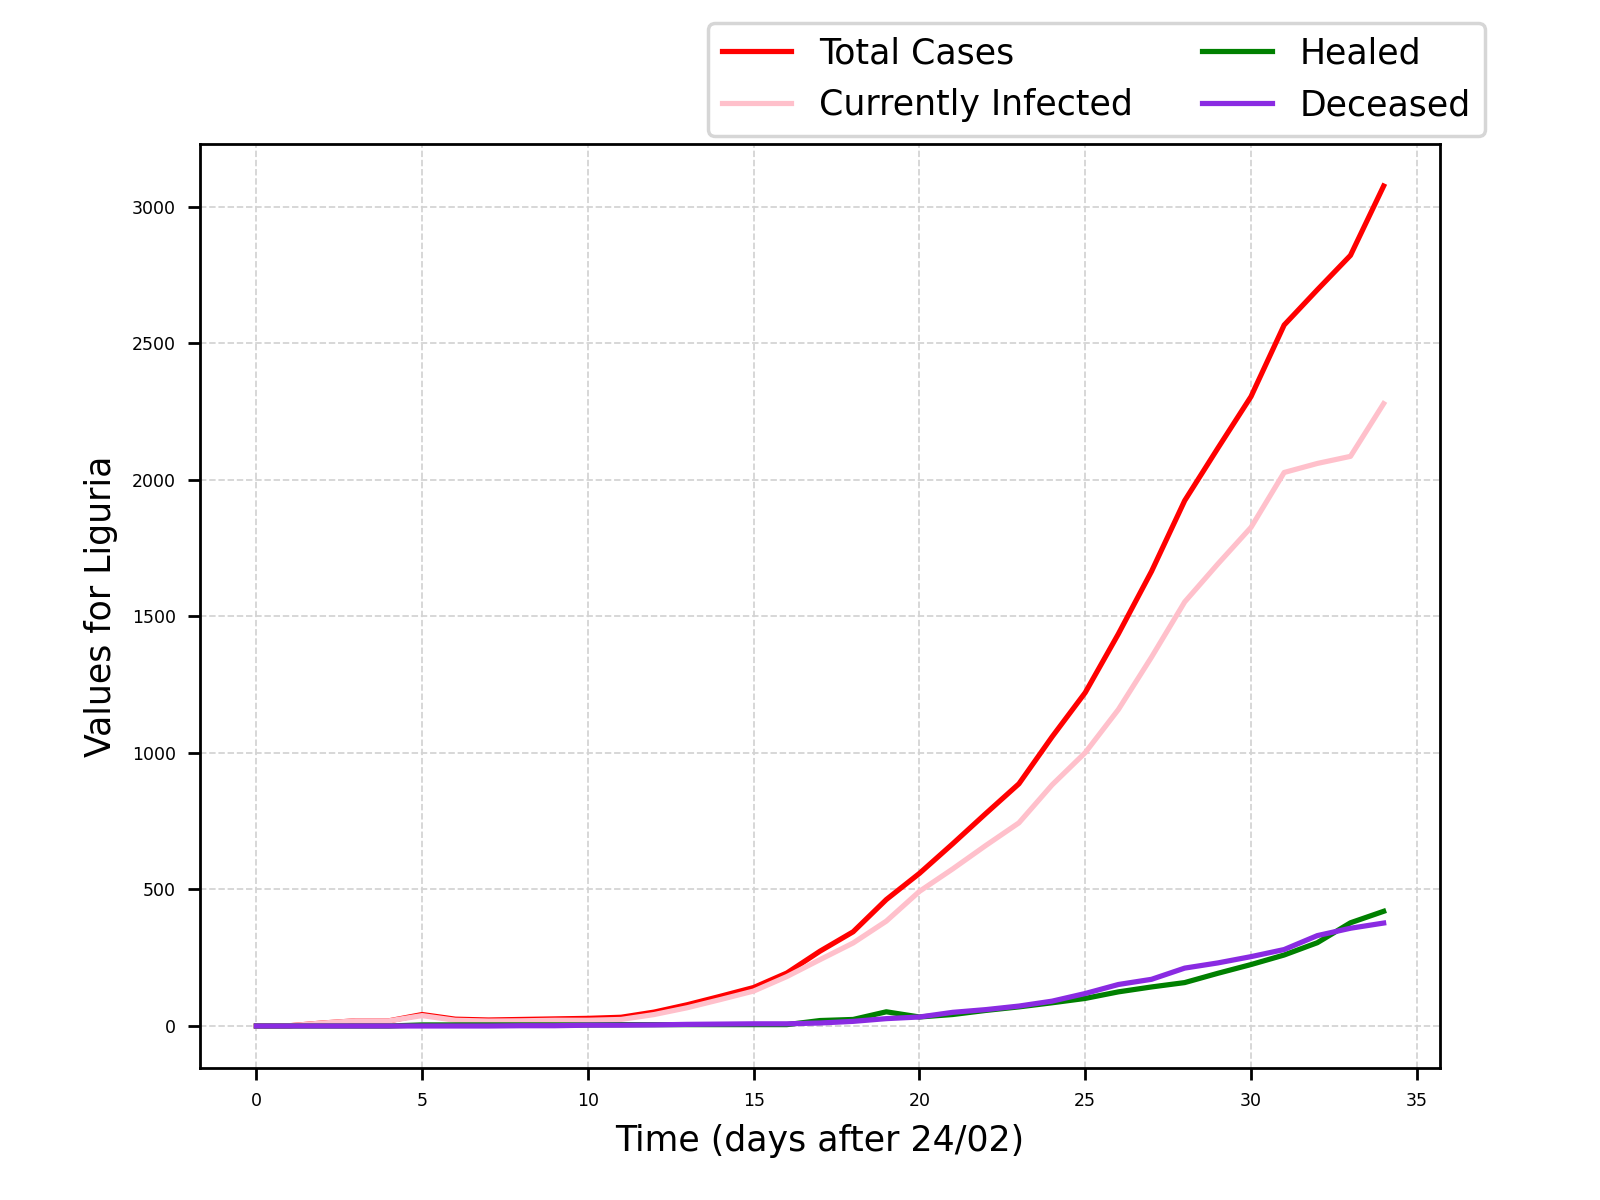 Total Cases
Currently Infected
Healed
Deceased
3000
2500
2000
1500
1000
500
0
Values for Liguria
0 5 10 15 20 25 30 35
Time (days after 24/02)